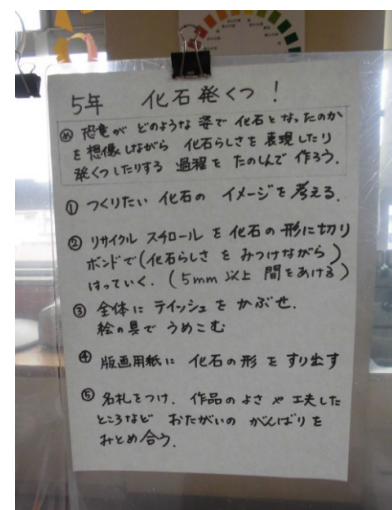 5年 化石発くつ!
め 恐竜が どのような 姿で 化石と なったのか
を想像しながら 化石らしさを 表現したり
発くつしたりする 過程を たのしんで 作ろう.
① つくりたい 化石の イメージを 考える.
② リサイクル スチロール を 化石の 形に切り
ボンドで(化石らしさ を みつけながら)
はっていく. (5mm 以上 間をあける)
③ 全体に ティッシュ を かぶせ.
絵の具で うめこむ
④ 版画用紙に 化石の形 を すり出す
⑤ 名札をつけ. 作品のよさ や 工夫した
ところなど おたがいの がんばりを
みとめ合う.